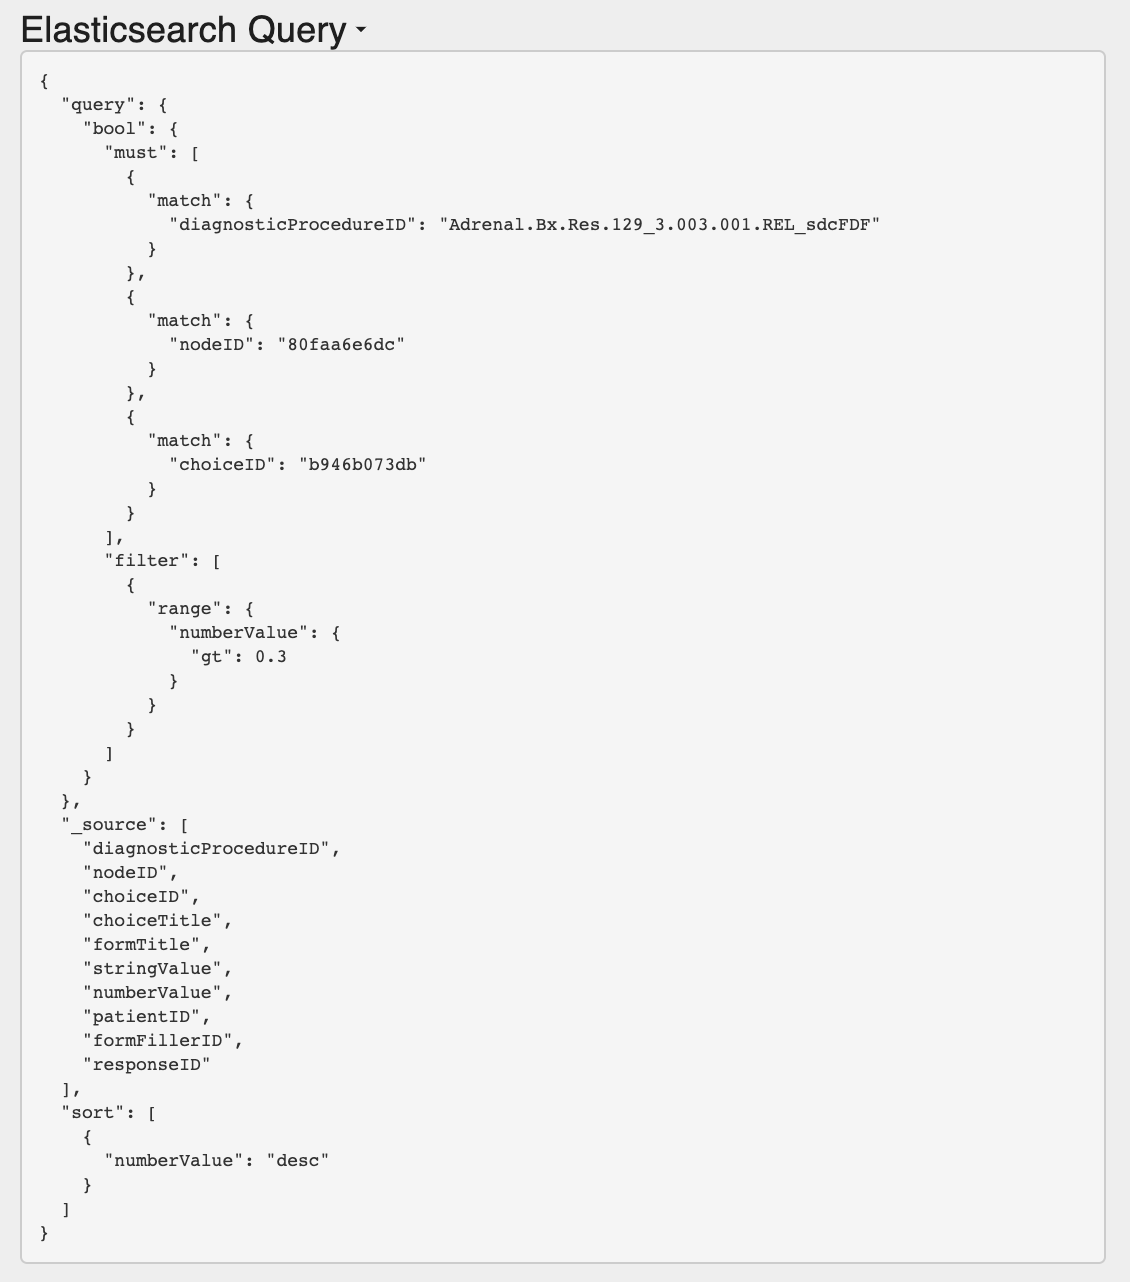 Elasticsearch Query
{
  "query": {
    "bool": {
      "must": [
        {
          "match": {
            "diagnosticProcedureID": "Adrenal.Bx.Res.129_3.003.001.REL_sdcFDF"
          }
        },
        {
          "match": {
            "nodeID": "80faa6e6dc"
          }
        },
        {
          "match": {
            "choiceID": "b946b073db"
          }
        }
      ],
      "filter": [
        {
          "range": {
            "numberValue": {
              "gt": 0.3
            }
          }
        }
      ]
    }
  },
  "_source": [
    "diagnosticProcedureID",
    "nodeID",
    "choiceID",
    "choiceTitle",
    "formTitle",
    "stringValue",
    "numberValue",
    "patientID",
    "formFillerID",
    "responseID"
  ],
  "sort": [
    {
      "numberValue": "desc"
    }
  ]
}